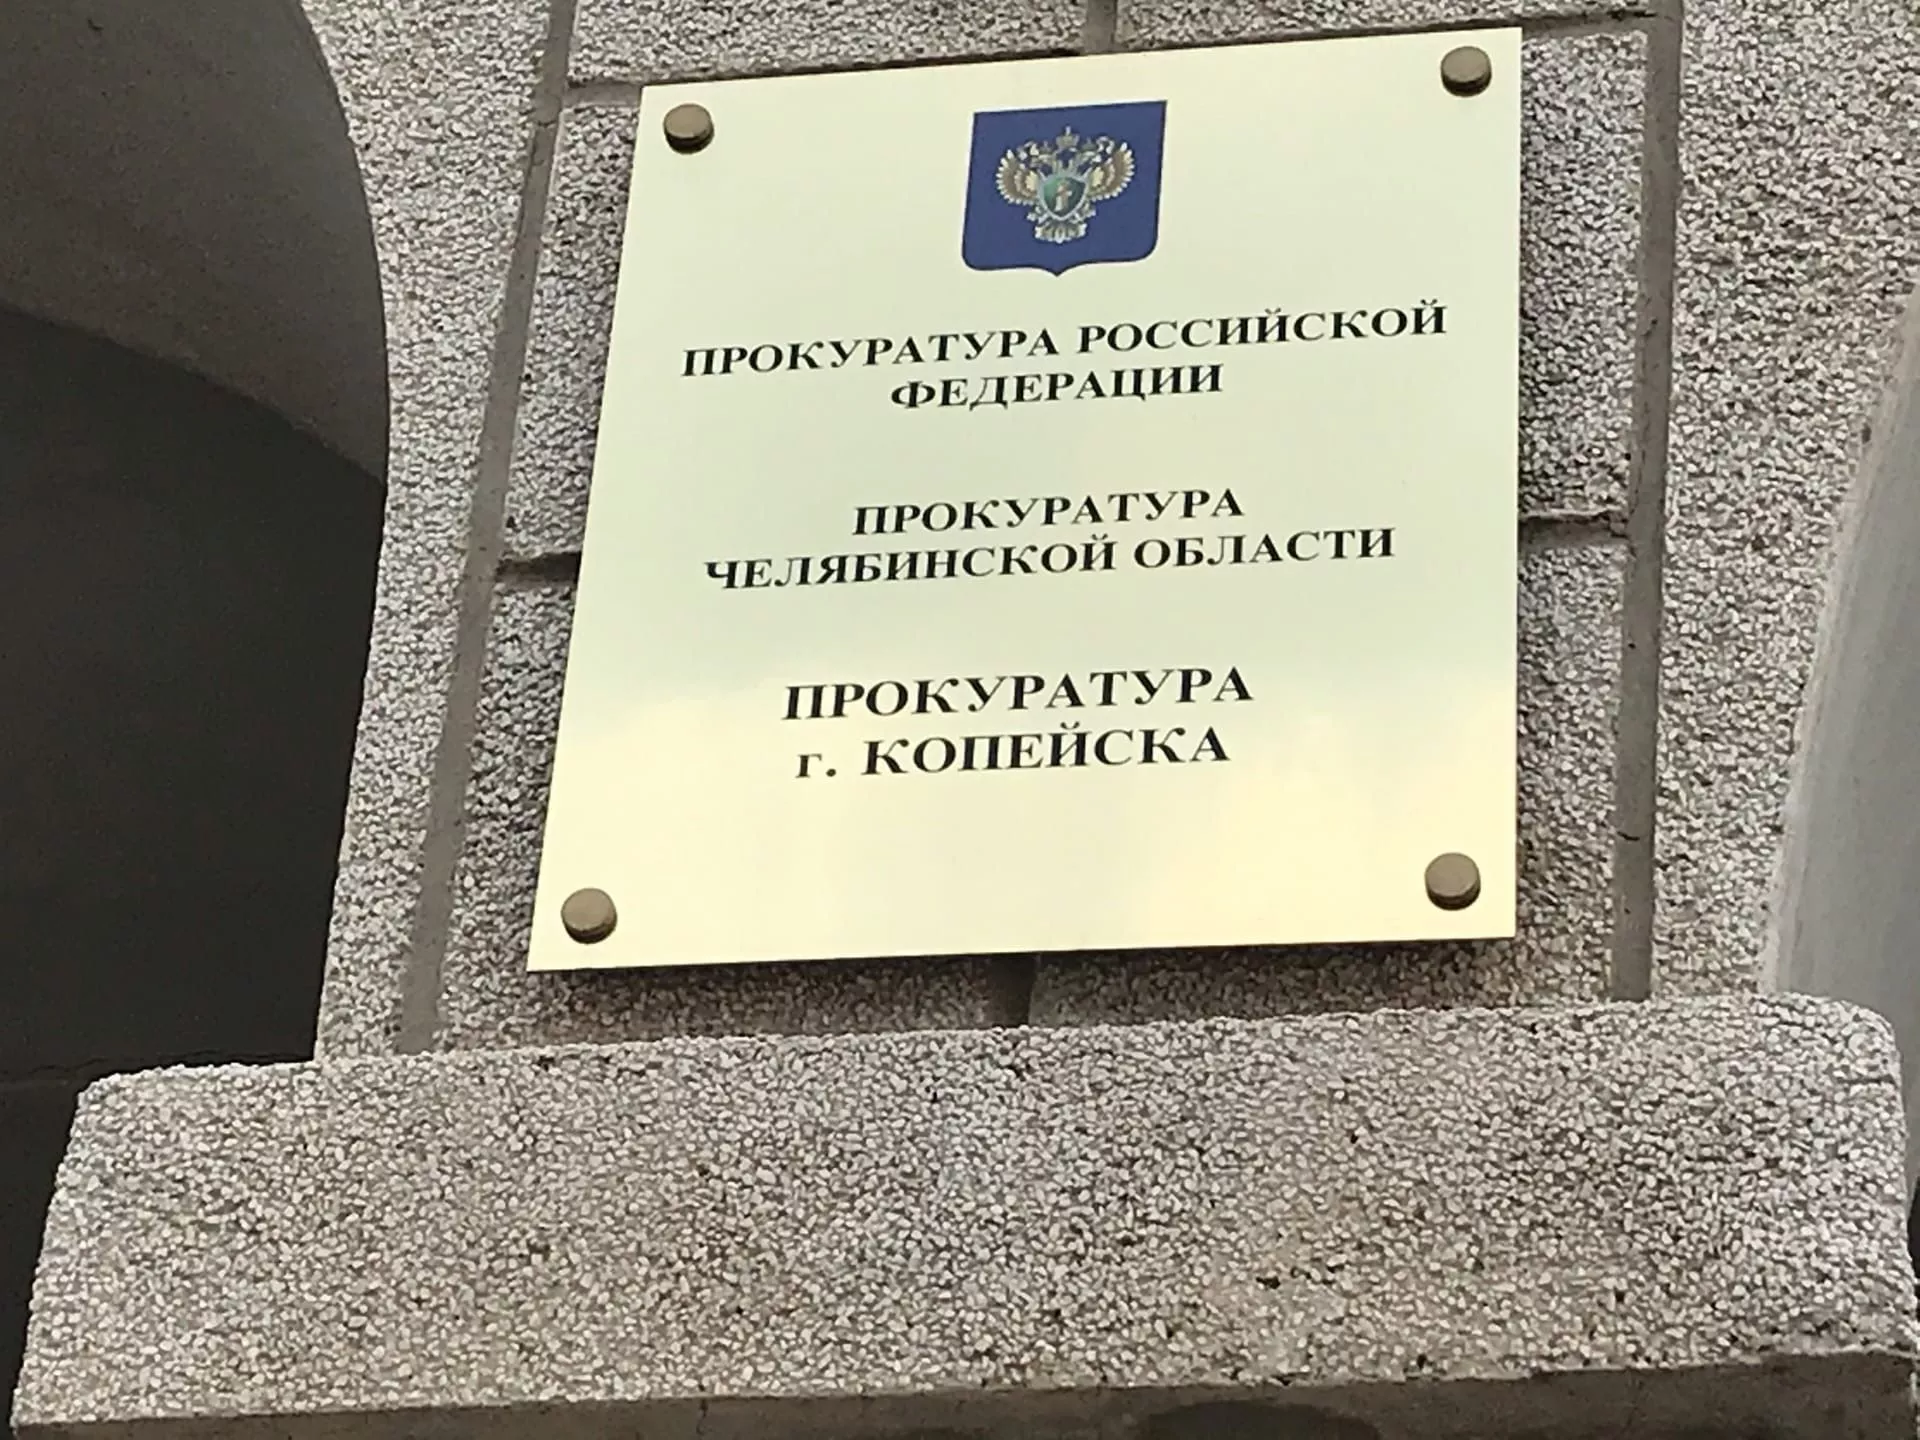 ПРОКУРАТУРА РОССИЙСКОЙ
ФЕДЕРАЦИИ
ПРОКУРАТУРА
ЧЕЛЯБИНСКОЙ ОБЛАСТИ
ПРОКУРАТУРА
г. КОПЕЙСКА